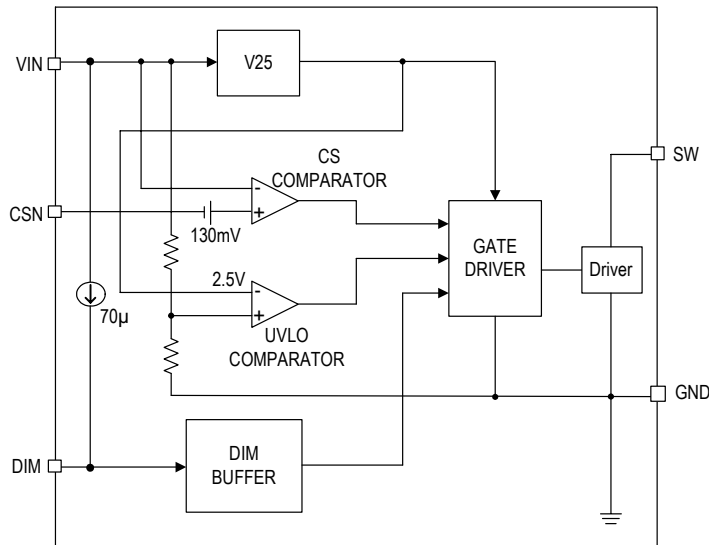 VIN
V25
CS
COMPARATOR
SW
CSN
-
+
130mV
GATE
DRIVER
Driver
2.5V
-
+
70µ
UVLO
COMPARATOR
GND
DIM
DIM
BUFFER